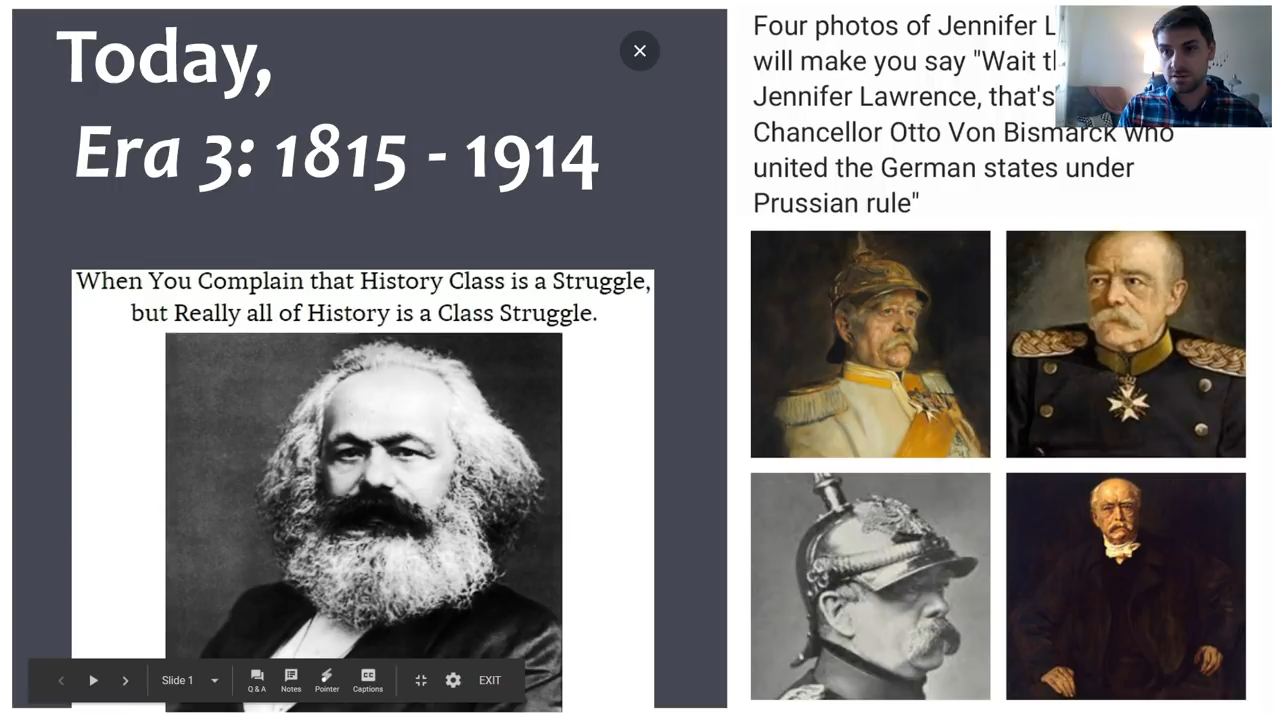 Today,
Era 3: 1815 - 1914
When You Complain that History Class is a Struggle,
but Really all of History is a Class Struggle.
Slide 1
Q & A
Notes
Pointer
Captions
EXIT
Four photos of Jennifer L
will make you say "Wait
Jennifer Lawrence, that's
Chancellor Otto Von Bismarck who
united the German states under
Prussian rule"